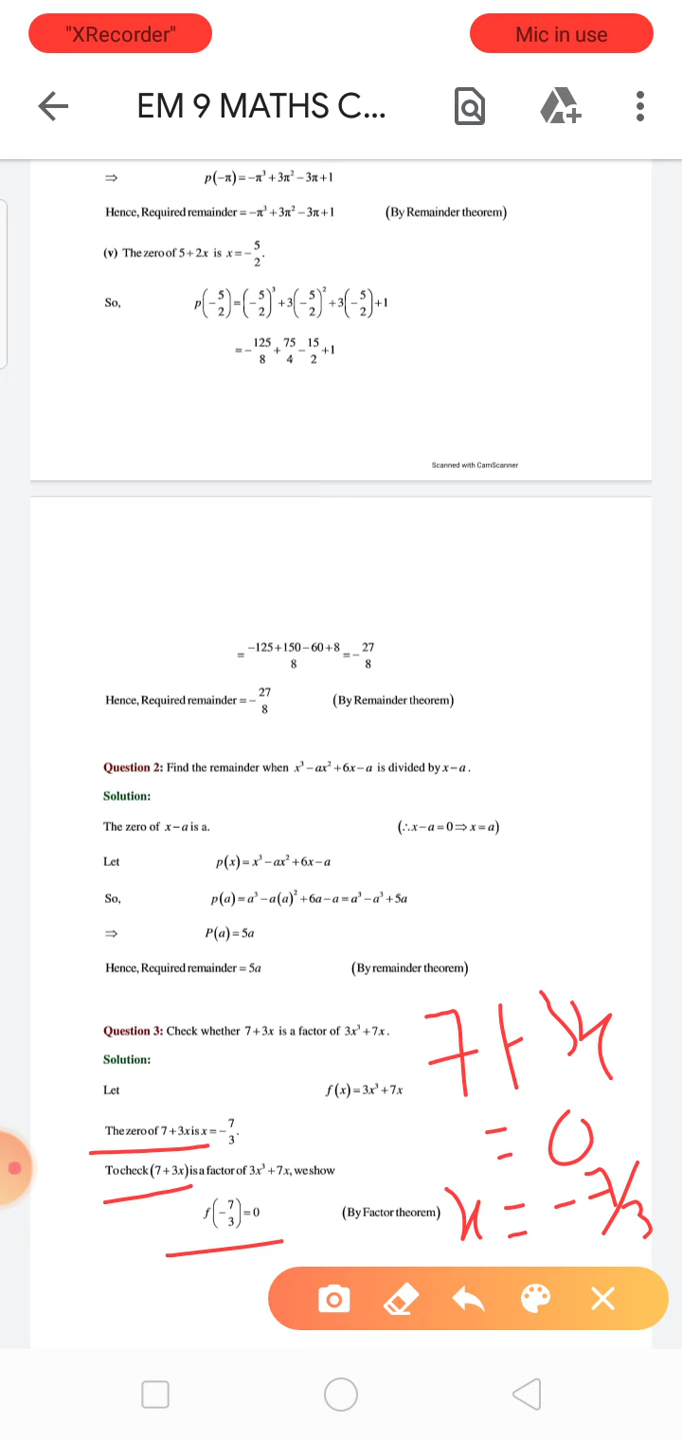 "XRecorder" Mic in use
EM 9 MATHS C...
⇒ p(−π)=−π³+3π²−3π+1
Hence, Required remainder = −π³+3π²−3π+1 (By Remainder theorem)
(v) The zero of 5+2x is x=−5/2.
So, p(−5/2)=(−5/2)³+3(−5/2)²+3(−5/2)+1
=−125/8+75/4−15/2+1
Scanned with CamScanner
=−125+150−60+8/8=−27/8
Hence, Required remainder =−27/8 (By Remainder theorem)
Question 2: Find the remainder when x³−ax²+6x−a is divided by x−a.
Solution:
The zero of x−a is a. (∴x−a=0⇒x=a)
Let p(x)=x³−ax²+6x−a
So, p(a)=a³−a(a)²+6a−a=a³−a³+5a
⇒ P(a)=5a
Hence, Required remainder = 5a (By remainder theorem)
Question 3: Check whether 7+3x is a factor of 3x³+7x.
7+3x
Solution:
Let f(x)=3x³+7x
The zero of 7+3x is x=−7/3.
= 0
To check (7+3x) is a factor of 3x³+7x, we show
f(−7/3)=0 (By Factor theorem)
x = −7/3